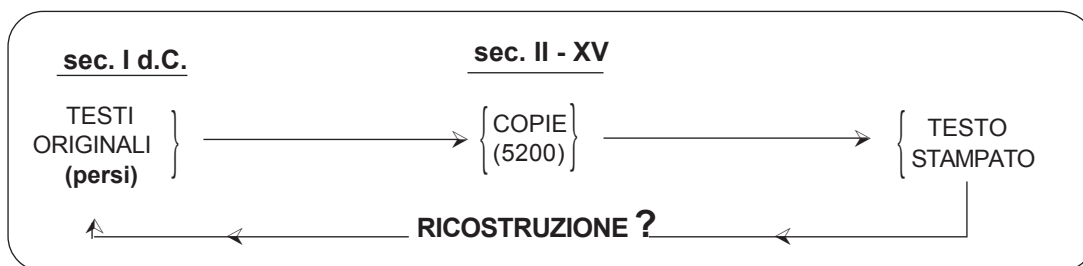 sec. I d.C.
sec. II - XV
TESTI
ORIGINALI
(persi)
COPIE
(5200)
TESTO
STAMPATO
RICOSTRUZIONE ?